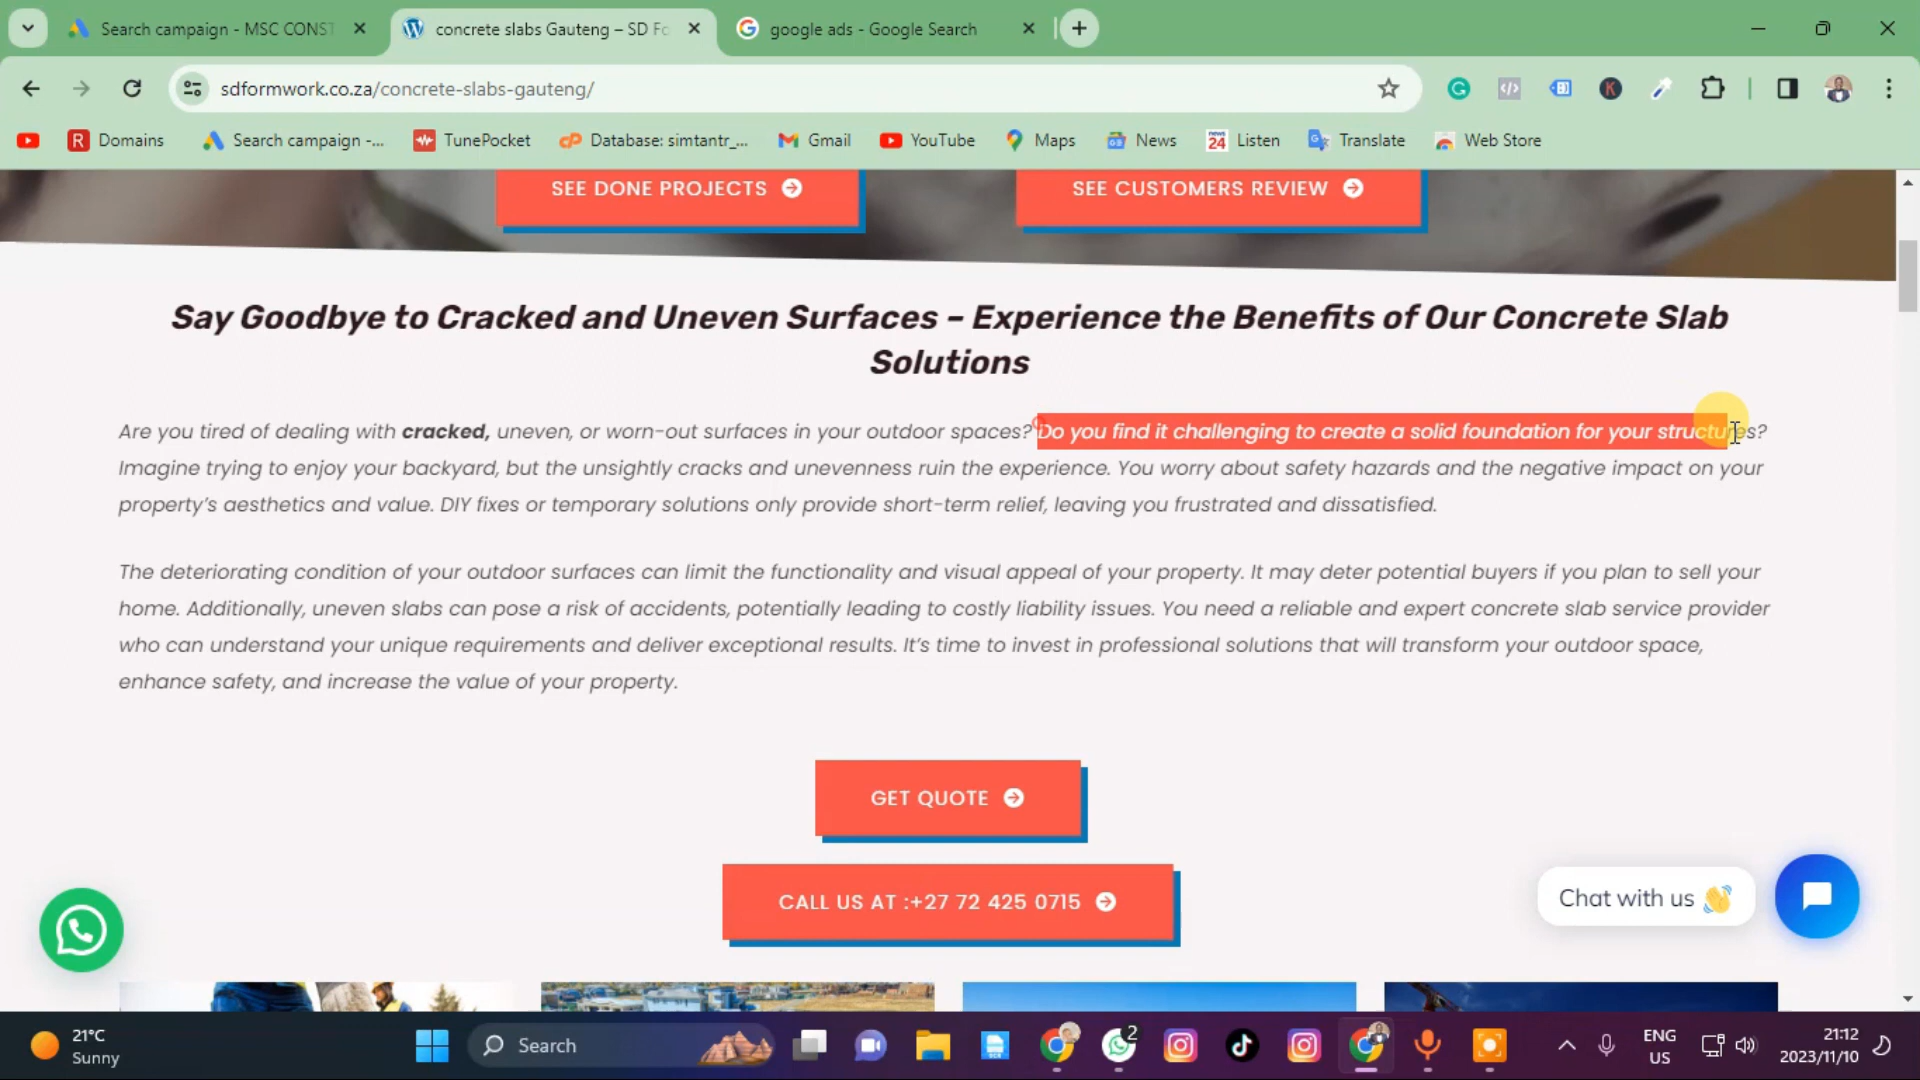 Search campaign - MSC CONST
concrete slabs Gauteng – SD Fo
google ads - Google Search
sdformwork.co.za/concrete-slabs-gauteng/
Domains
Search campaign -...
TunePocket
Database: simtantr_...
Gmail
YouTube
Maps
News
Listen
Translate
Web Store
SEE DONE PROJECTS
SEE CUSTOMERS REVIEW
Say Goodbye to Cracked and Uneven Surfaces – Experience the Benefits of Our Concrete Slab
Solutions
Are you tired of dealing with cracked, uneven, or worn-out surfaces in your outdoor spaces? Do you find it challenging to create a solid foundation for your structures?
Imagine trying to enjoy your backyard, but the unsightly cracks and unevenness ruin the experience. You worry about safety hazards and the negative impact on your
property’s aesthetics and value. DIY fixes or temporary solutions only provide short-term relief, leaving you frustrated and dissatisfied.
The deteriorating condition of your outdoor surfaces can limit the functionality and visual appeal of your property. It may deter potential buyers if you plan to sell your
home. Additionally, uneven slabs can pose a risk of accidents, potentially leading to costly liability issues. You need a reliable and expert concrete slab service provider
who can understand your unique requirements and deliver exceptional results. It’s time to invest in professional solutions that will transform your outdoor space,
enhance safety, and increase the value of your property.
GET QUOTE
CALL US AT :+27 72 425 0715
Chat with us 👋
21°C
Sunny
Search
2
ENG
US
21:12
2023/11/10